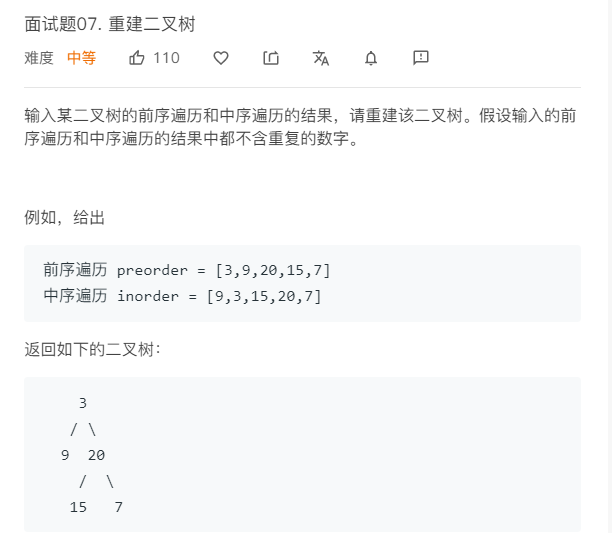 面试题07. 重建二叉树
难度 中等 110
输入某二叉树的前序遍历和中序遍历的结果，请重建该二叉树。假设输入的前
序遍历和中序遍历的结果中都不含重复的数字。
例如，给出
前序遍历 preorder = [3,9,20,15,7]
中序遍历 inorder = [9,3,15,20,7]
返回如下的二叉树：
3
/ \
9 20
/ \
15 7